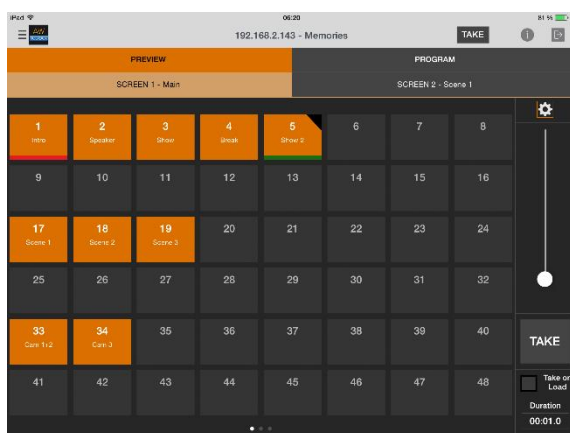 iPad 06:20 81 %
192.168.2.143 - Memories TAKE
PREVIEW PROGRAM
SCREEN 1 - Main SCREEN 2 - Scene 1
1 2 3 4 5 6 7 8
Intro Speaker Show Break Show 2
9 10 11 12 13 14 15 16
17 18 19 20 21 22 23 24
Scene 1 Scene 2 Scene 3
25 26 27 28 29 30 31 32
33 34 35 36 37 38 39 40
Cam 1+2 Cam 3
TAKE
41 42 43 44 45 46 47 48
Take on
Load
Duration
00:01.0